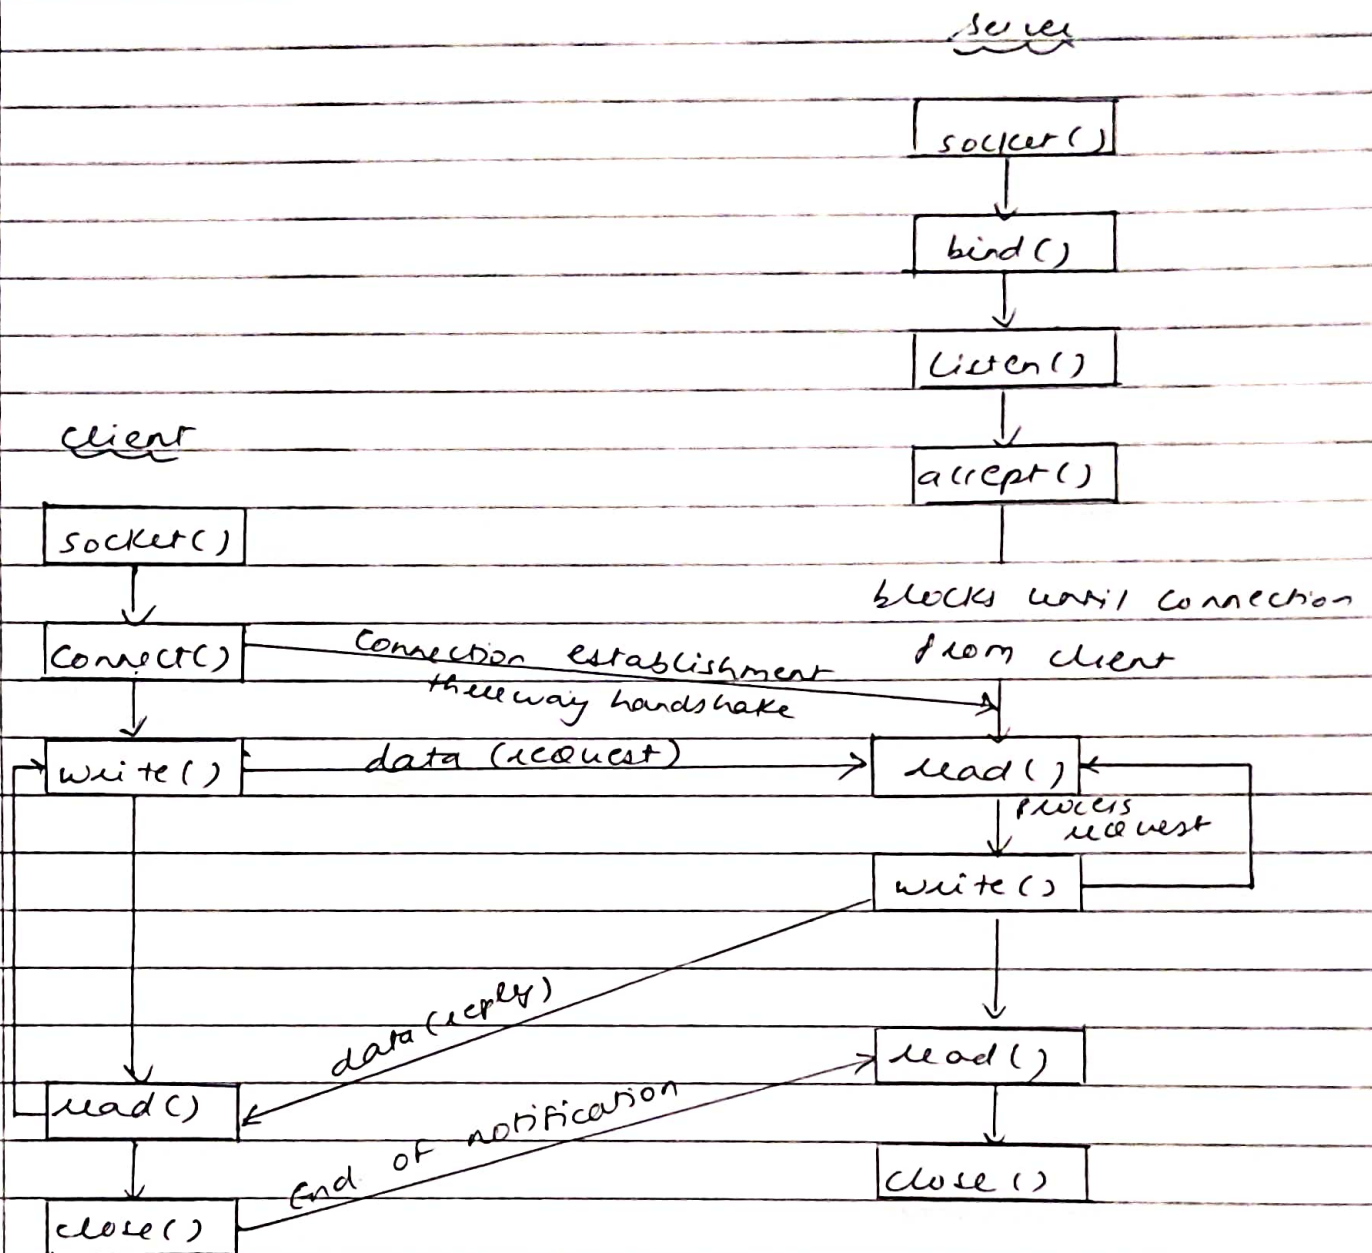 server
socket()
bind()
listen()
accept()
client
socket()
blocks until connection
from client
connect()
Connection establishment
threeway handshake
write()
data (request)
read()
process
request
write()
data (reply)
read()
read()
End of notification
close()
close()